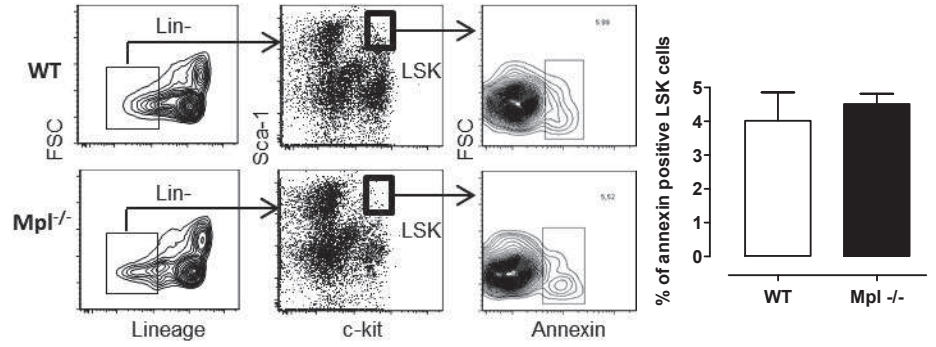 Lin-
WT
FSC
Sca-1
LSK
FSC
5.99
Lin-
Mpl-/-
LSK
5.52
Lineage
c-kit
Annexin
% of annexin positive LSK cells
5
4
3
2
1
0
WT
Mpl -/-